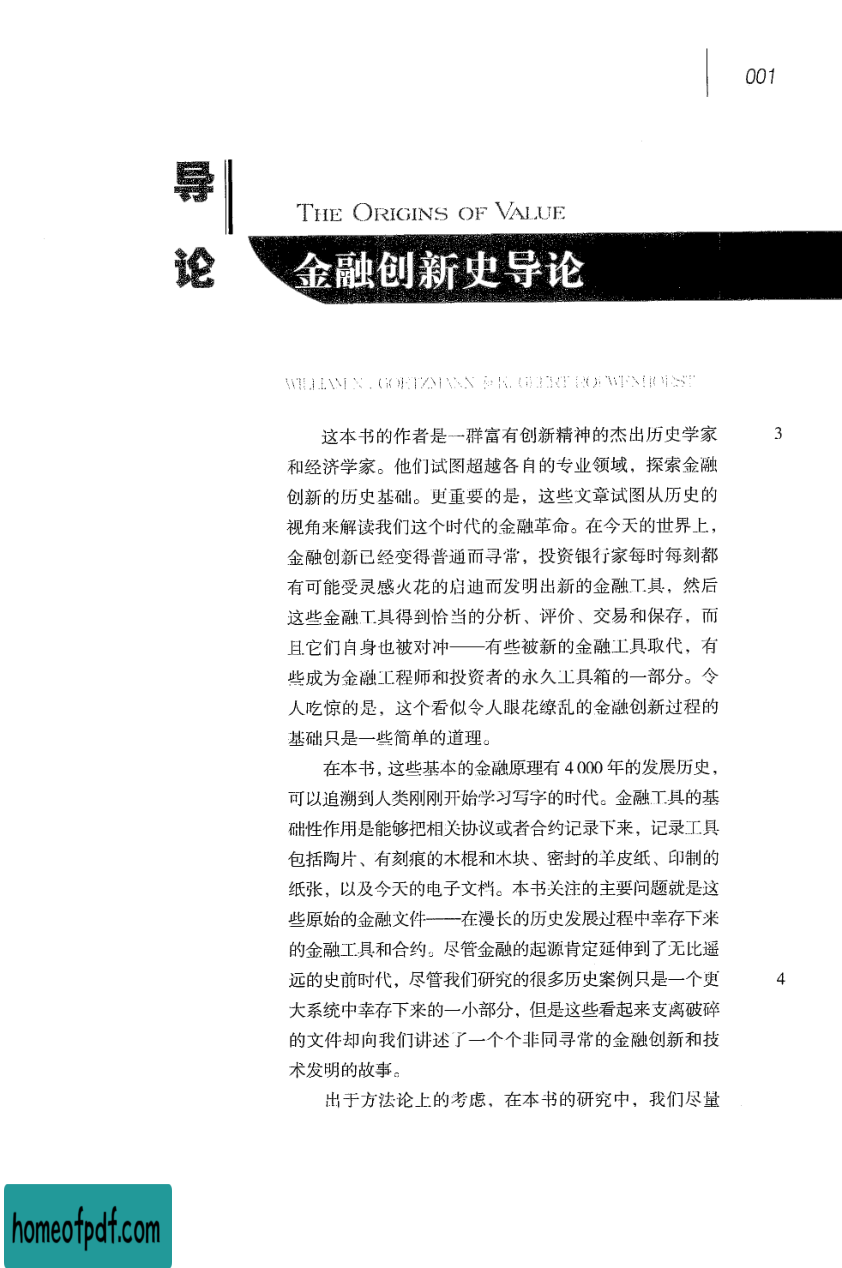 001
导论
THE ORIGINS OF VALUE
金融创新史导论
WILLIAM N. GOETZMANN & K. GEERT ROUWENHORST
这本书的作者是一群富有创新精神的杰出历史学家
3
和经济学家。他们试图超越各自的专业领域，探索金融
创新的历史基础。更重要的是，这些文章试图从历史的
视角来解读我们这个时代的金融革命。在今天的世界上，
金融创新已经变得普通而寻常，投资银行家每时每刻都
有可能受灵感火花的启迪而发明出新的金融工具，然后
这些金融工具得到恰当的分析、评价、交易和保存，而
且它们自身也被对冲——有些被新的金融工具取代，有
些成为金融工程师和投资者的永久工具箱的一部分。令
人吃惊的是，这个看似令人眼花缭乱的金融创新过程的
基础只是一些简单的道理。
在本书，这些基本的金融原理有 4 000 年的发展历史，
可以追溯到人类刚刚开始学习写字的时代。金融工具的基
础性作用是能够把相关协议或者合约记录下来，记录工具
包括陶片、有刻痕的木棍和木块、密封的羊皮纸、印制的
纸张，以及今天的电子文档。本书关注的主要问题就是这
些原始的金融文件——在漫长的历史发展过程中幸存下来
的金融工具和合约。尽管金融的起源肯定延伸到了无比遥
远的史前时代，尽管我们研究的很多历史案例只是一个更
4
大系统中幸存下来的一小部分，但是这些看起来支离破碎
的文件却向我们讲述了一个个非同寻常的金融创新和技
术发明的故事。
出于方法论上的考虑，在本书的研究中，我们尽量
homeofpdf.com